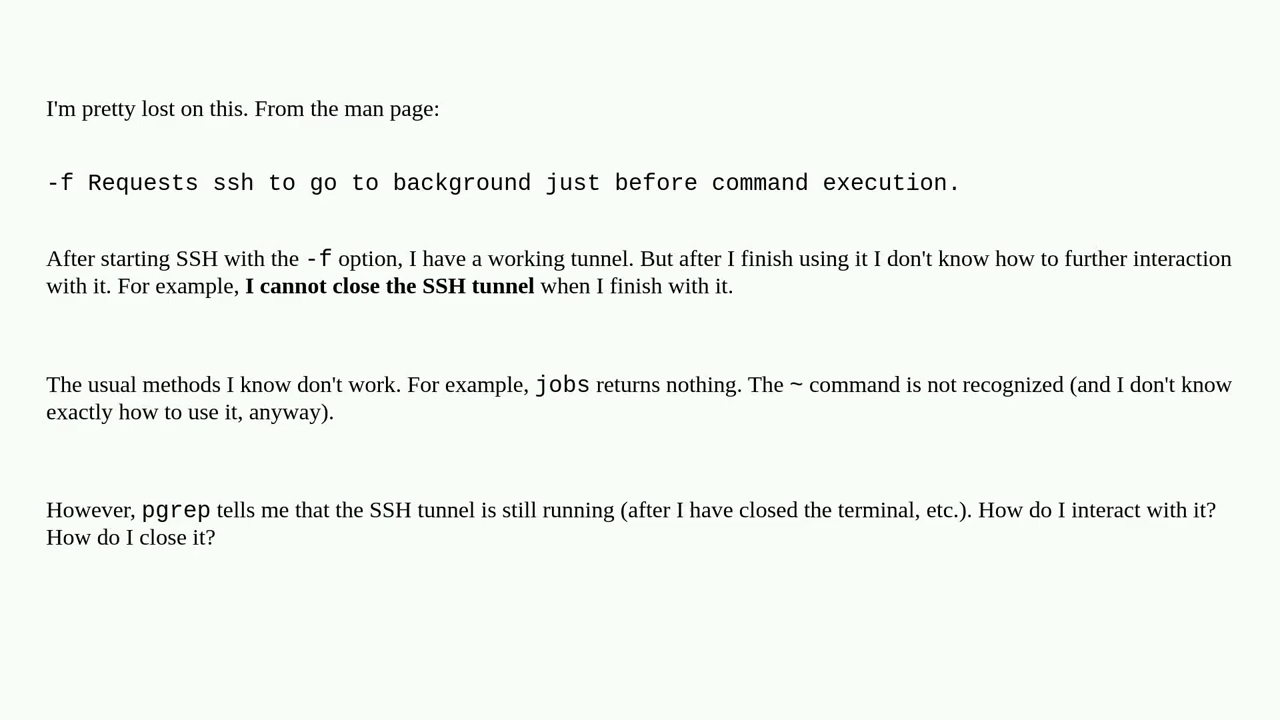 I'm pretty lost on this. From the man page:
-f Requests ssh to go to background just before command execution.
After starting SSH with the -f option, I have a working tunnel. But after I finish using it I don't know how to further interaction
with it. For example, I cannot close the SSH tunnel when I finish with it.
The usual methods I know don't work. For example, jobs returns nothing. The ~ command is not recognized (and I don't know
exactly how to use it, anyway).
However, pgrep tells me that the SSH tunnel is still running (after I have closed the terminal, etc.). How do I interact with it?
How do I close it?